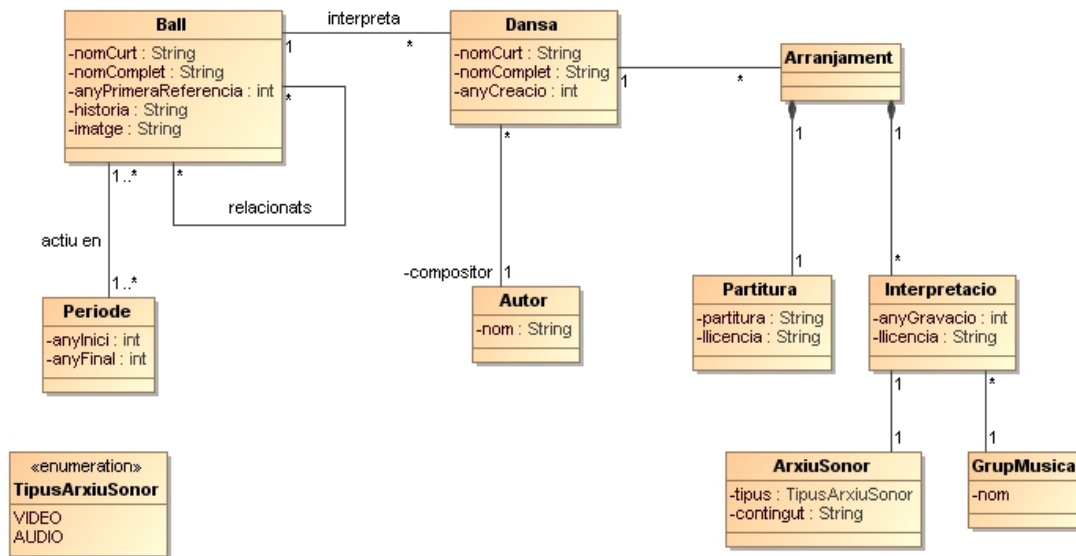 Ball
-nomCurt : String
-nomComplet : String
-anyPrimeraReferencia : int
-historia : String
-imatge : String
interpreta
1
*
Dansa
-nomCurt : String
-nomComplet : String
-anyCreacio : int
1
*
Arranjament
*
*
relacionats
1..*
actiu en
1..*
Periode
-anyInici : int
-anyFinal : int
*
-compositor
1
Autor
-nom : String
1
1
Partitura
-partitura : String
-llicencia : String
1
*
Interpretacio
-anyGravacio : int
-llicencia : String
1
1
ArxiuSonor
-tipus : TipusArxiuSonor
-contingut : String
*
1
GrupMusica
-nom
«enumeration»
TipusArxiuSonor
VIDEO
AUDIO